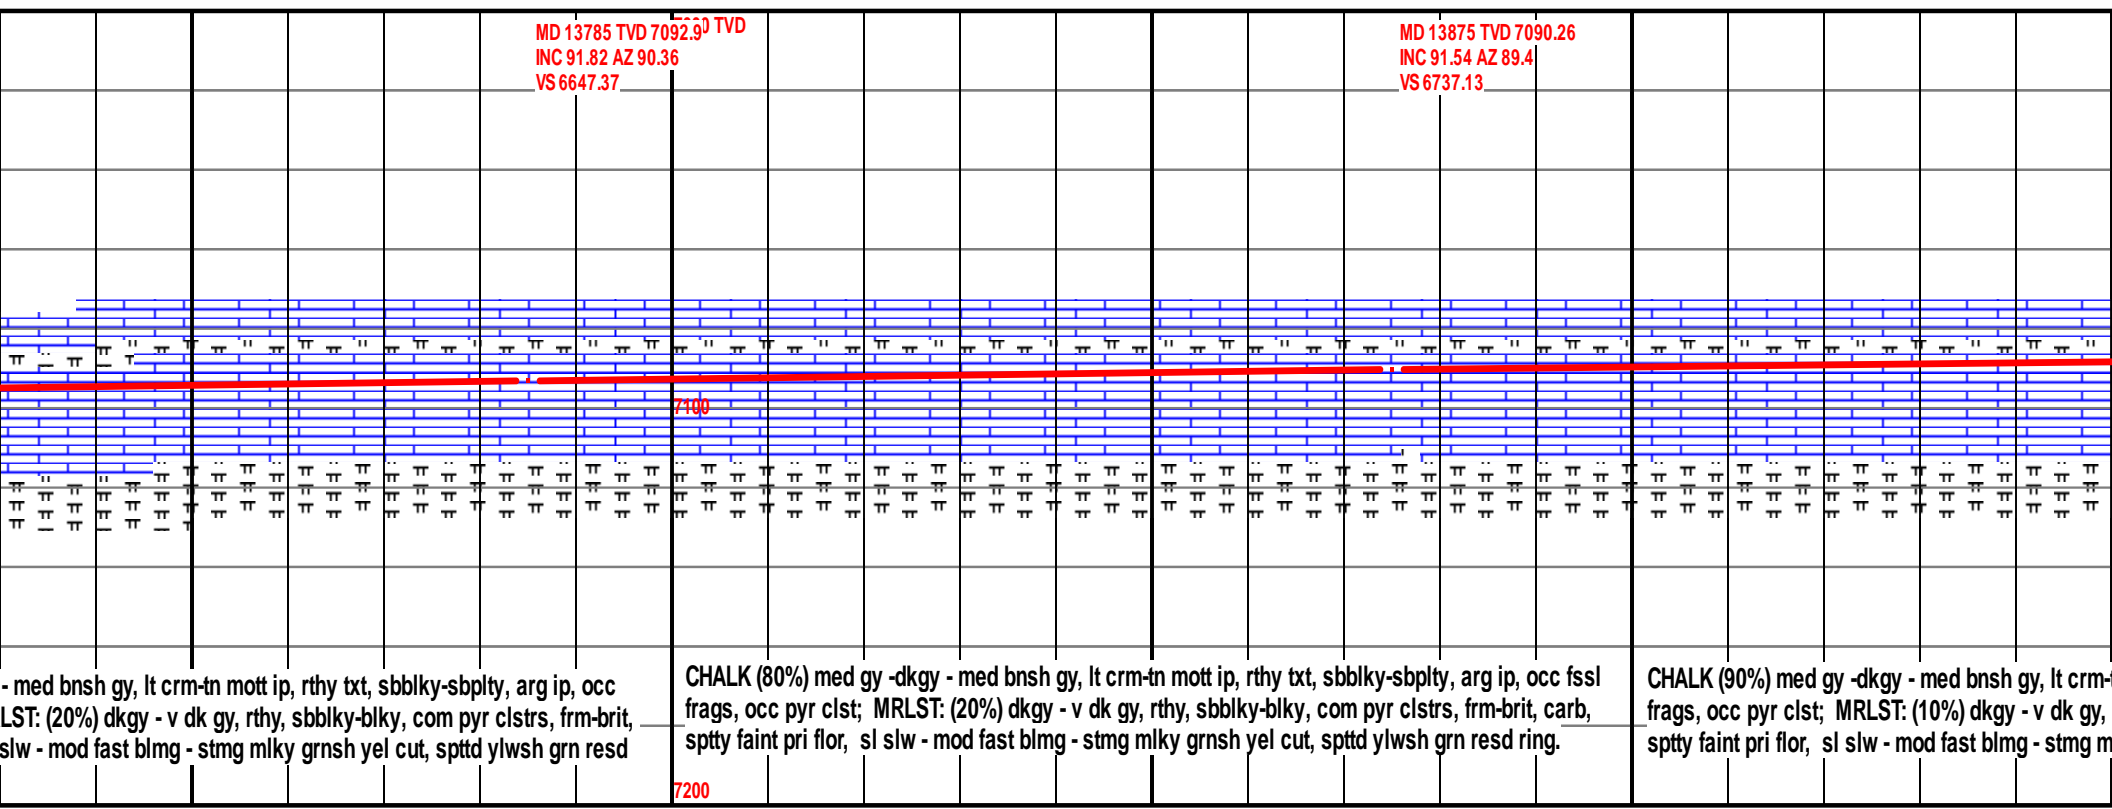 MD 13785 TVD 7092.9
INC 91.82 AZ 90.36
VS 6647.37
0 TVD
MD 13875 TVD 7090.26
INC 91.54 AZ 89.4
VS 6737.13
7100
- med bnsh gy, lt crm-tn mott ip, rthy txt, sbblky-sbplty, arg ip, occ
LST: (20%) dkgy - v dk gy, rthy, sbblky-blky, com pyr clstrs, frm-brit,
slw - mod fast blmg - stmg mlky grnsh yel cut, spttd ylwsh grn resd
CHALK (80%) med gy -dkgy - med bnsh gy, lt crm-tn mott ip, rthy txt, sbblky-sbplty, arg ip, occ fssl
frags, occ pyr clst; MRLST: (20%) dkgy - v dk gy, rthy, sbblky-blky, com pyr clstrs, frm-brit, carb,
sptty faint pri flor, sl slw - mod fast blmg - stmg mlky grnsh yel cut, spttd ylwsh grn resd ring.
CHALK (90%) med gy -dkgy - med bnsh gy, lt crm-
frags, occ pyr clst; MRLST: (10%) dkgy - v dk gy,
sptty faint pri flor, sl slw - mod fast blmg - stmg m
7200